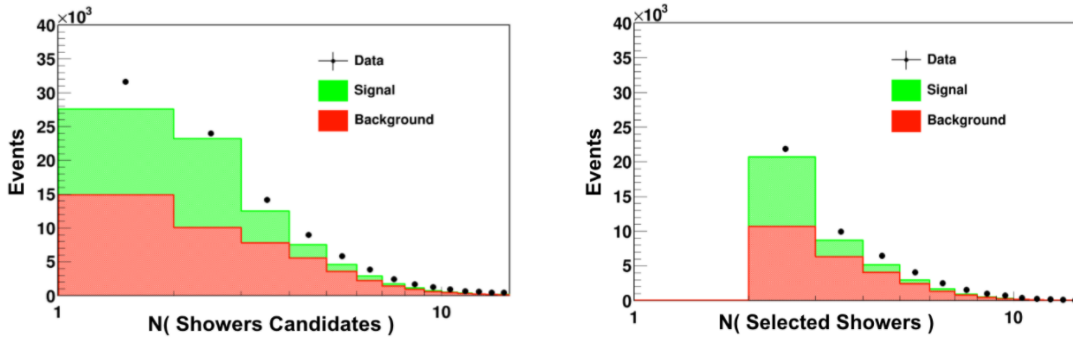 ×10³
40
35
30
25
20
15
10
5
0
Events
Data
Signal
Background
1
10
N( Showers Candidates )
×10³
40
35
30
25
20
15
10
5
0
Events
Data
Signal
Background
1
10
N( Selected Showers )